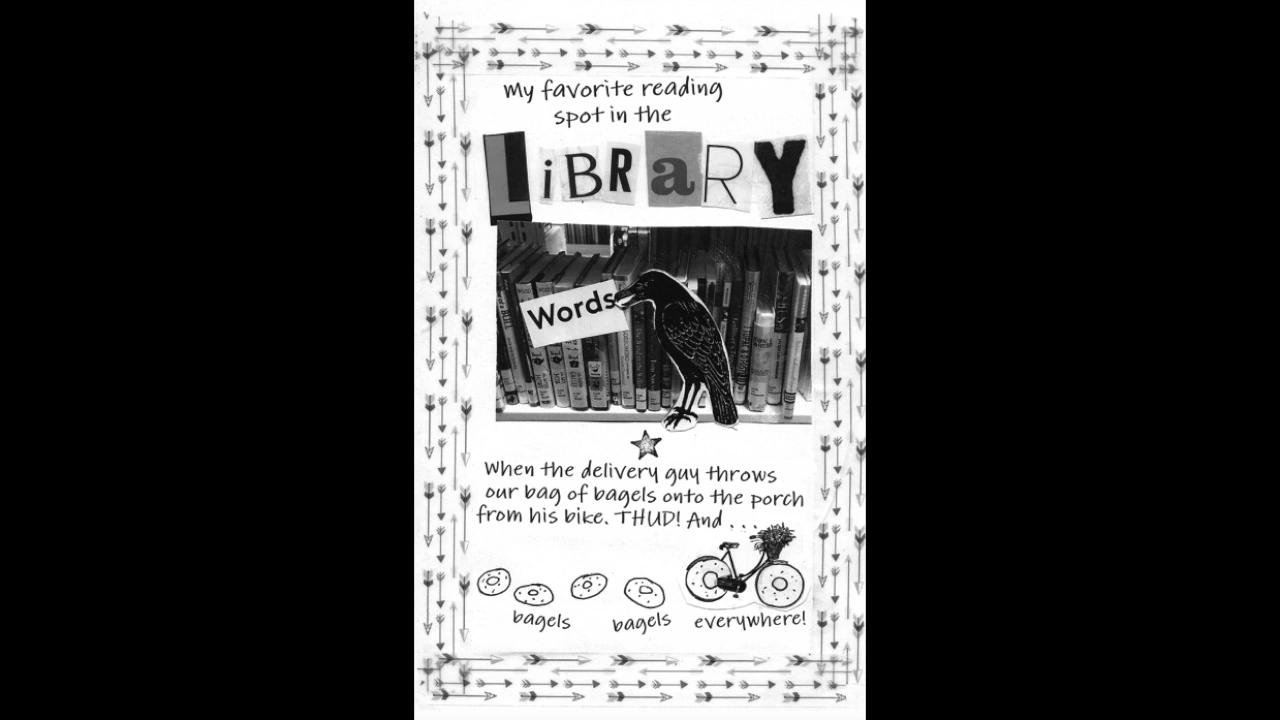 My favorite reading
spot in the
LiBRaRY
Words
When the delivery guy throws
our bag of bagels onto the porch
from his bike. THUD! And . . .
bagels
bagels
everywhere!